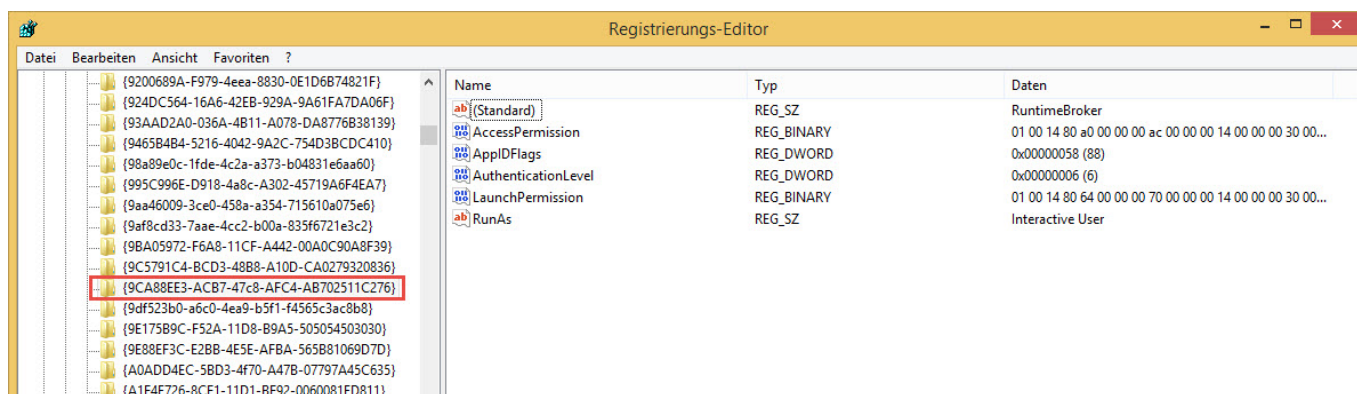 Registrierungs-Editor
Datei Bearbeiten Ansicht Favoriten ?
{9200689A-F979-4eea-8830-0E1D6B74821F}
{924DC564-16A6-42EB-929A-9A61FA7DA06F}
{93AAD2A0-036A-4B11-A078-DA8776B38139}
{9465B4B4-5216-4042-9A2C-754D3BCDC410}
{98a89e0c-1fde-4c2a-a373-b04831e6aa60}
{995C996E-D918-4a8c-A302-45719A6F4EA7}
{9aa46009-3ce0-458a-a354-715610a075e6}
{9af8cd33-7aae-4cc2-b00a-835f6721e3c2}
{9BA05972-F6A8-11CF-A442-00A0C90A8F39}
{9C5791C4-BCD3-48B8-A10D-CA0279320836}
{9CA88EE3-ACB7-47c8-AFC4-AB702511C276}
{9df523b0-a6c0-4ea9-b5f1-f4565c3ac8b8}
{9E175B9C-F52A-11D8-B9A5-505054503030}
{9E88EF3C-E2BB-4E5E-AFBA-565B81069D7D}
{A0ADD4EC-5BD3-4f70-A47B-07797A45C635}
{A1F4F726-8CF1-11D1-BF92-0060081ED811}
Name Typ Daten
(Standard) REG_SZ RuntimeBroker
AccessPermission REG_BINARY 01 00 14 80 a0 00 00 00 ac 00 00 00 14 00 00 00 30 00...
AppIDFlags REG_DWORD 0x00000058 (88)
AuthenticationLevel REG_DWORD 0x00000006 (6)
LaunchPermission REG_BINARY 01 00 14 80 64 00 00 00 70 00 00 00 14 00 00 00 30 00...
RunAs REG_SZ Interactive User